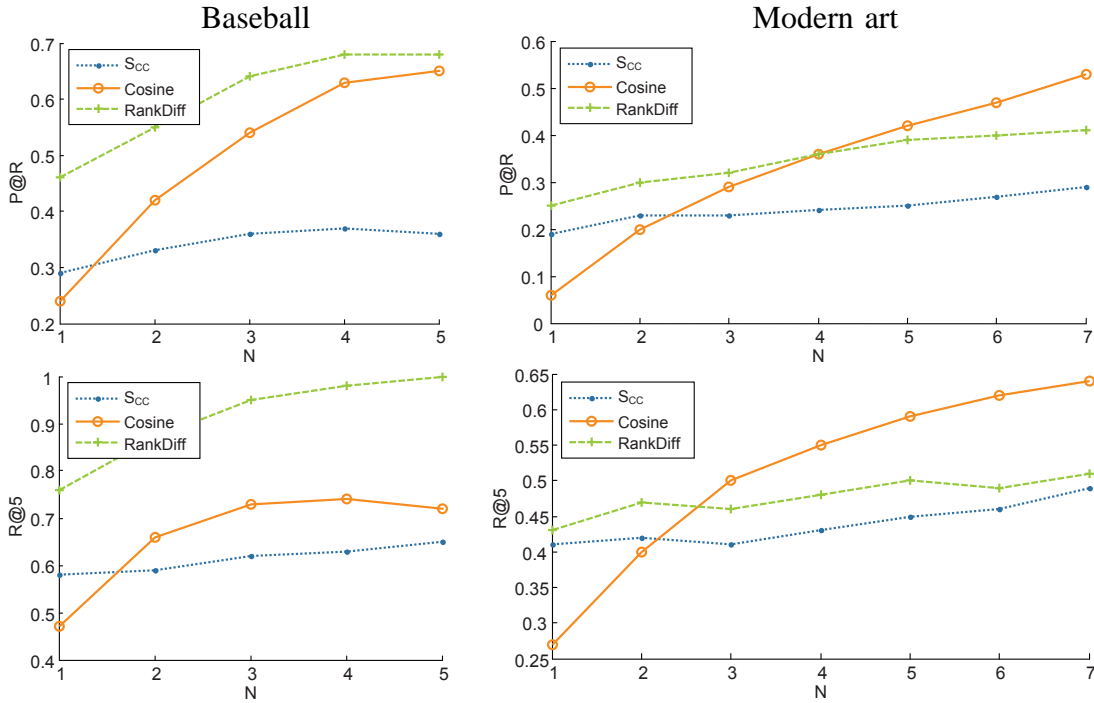 Baseball
Modern art
0.7
0.6
0.5
0.4
0.3
0.2
P@R
1 2 3 4 5
N
S_CC
Cosine
RankDiff
0.6
0.5
0.4
0.3
0.2
0.1
0
P@R
1 2 3 4 5 6 7
N
S_CC
Cosine
RankDiff
1
0.9
0.8
0.7
0.6
0.5
0.4
R@5
1 2 3 4 5
N
S_CC
Cosine
RankDiff
0.65
0.6
0.55
0.5
0.45
0.4
0.35
0.3
0.25
R@5
1 2 3 4 5 6 7
N
S_CC
Cosine
RankDiff